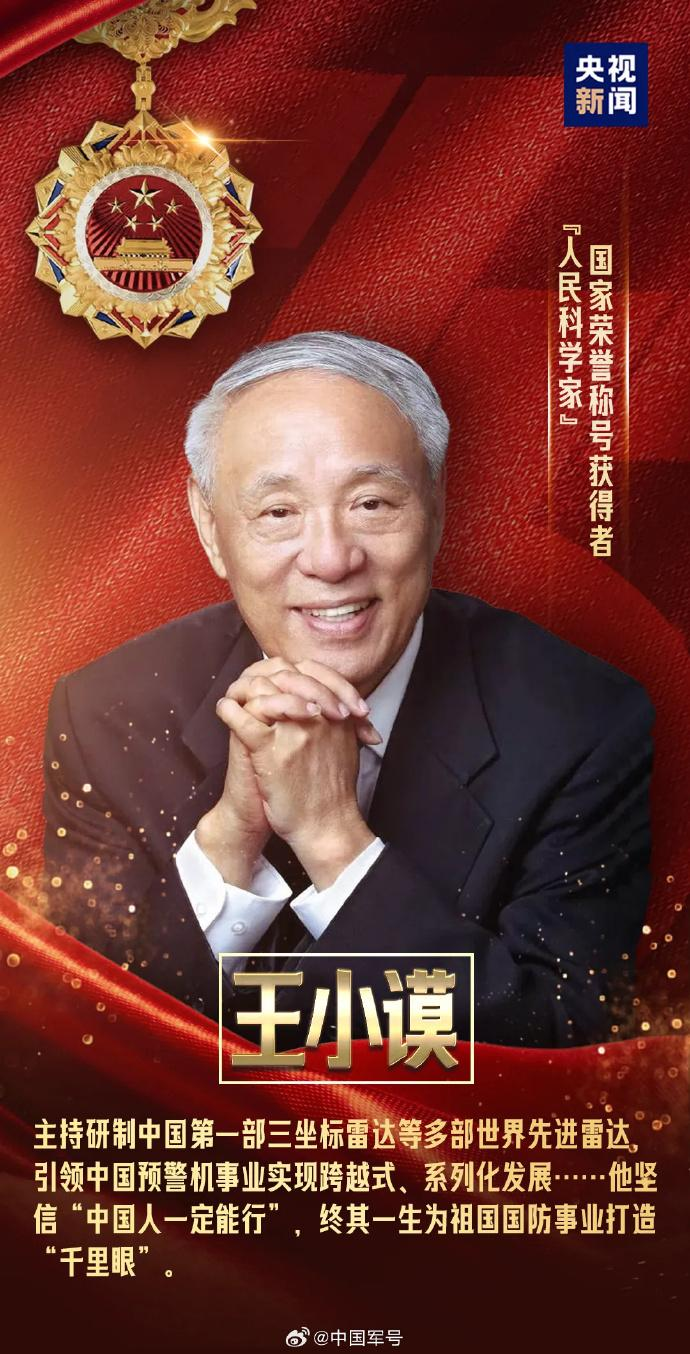 央视
新闻
国家荣誉称号获得者
『人民科学家』
王小谟
主持研制中国第一部三坐标雷达等多部世界先进雷达，
引领中国预警机事业实现跨越式、系列化发展……他坚
信“中国人一定能行”，终其一生为祖国国防事业打造
“千里眼”。
@中国军号